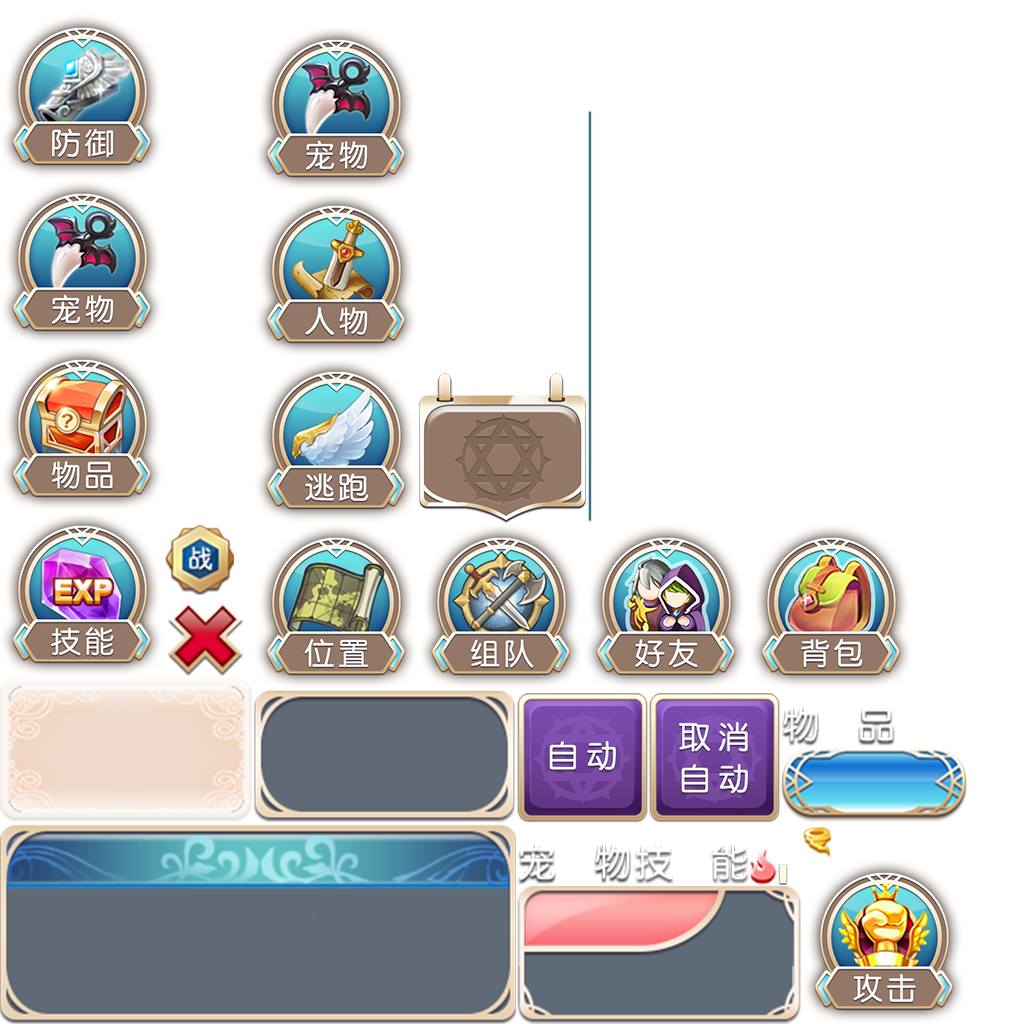 防御
宠物
宠物
人物
物品
?
逃跑
EXP
技能
战
位置
组队
好友
背包
自动
取消
自动
物 品
宠 物技 能
攻击